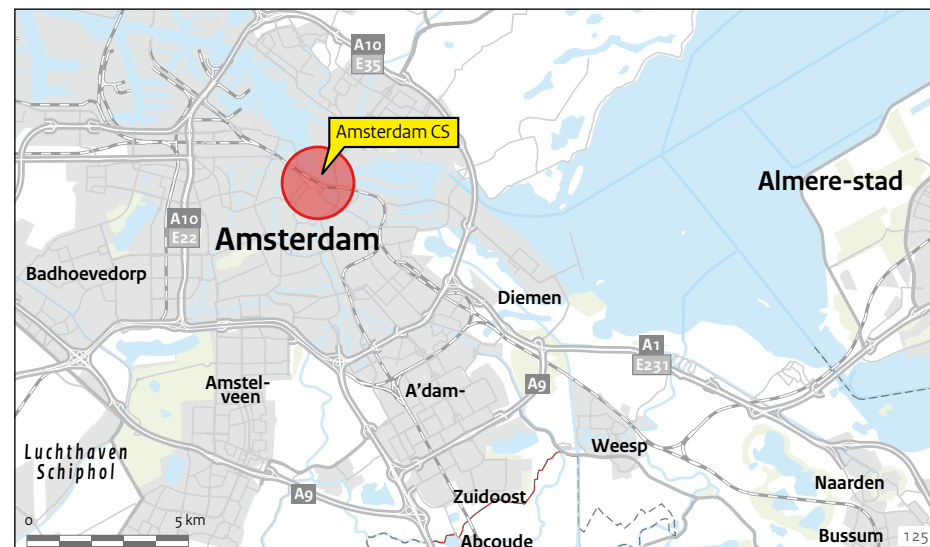 A10
E35
Amsterdam CS
Almere-stad
A10
E22
Amsterdam
Badhoevedorp
Diemen
A1
E231
Amstel-
veen
A'dam-
A9
Weesp
Luchthaven
Schiphol
Naarden
A9
Zuidoost
0
5 km
Abcoude
Bussum
125